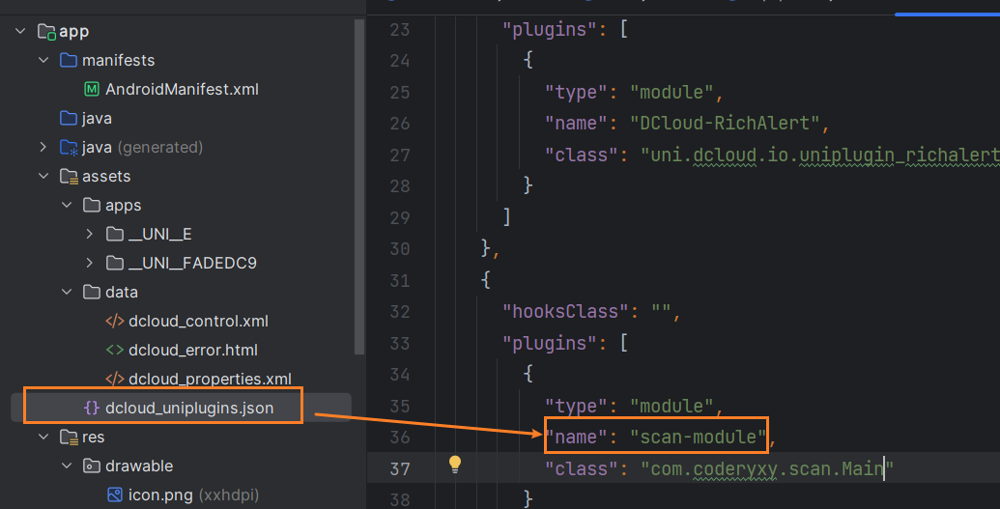 app
manifests
AndroidManifest.xml
java
java (generated)
assets
apps
__UNI__E
__UNI__FADEDC9
data
dcloud_control.xml
dcloud_error.html
dcloud_properties.xml
{} dcloud_uniplugins.json
res
drawable
icon.png (xxhdpi)
23 "plugins": [
24 {
25 "type": "module",
26 "name": "DCloud-RichAlert",
27 "class": "uni.dcloud.io.uniplugin_richalert
28 }
29 ]
30 },
31 {
32 "hooksClass": "",
33 "plugins": [
34 {
35 "type": "module",
36 "name": "scan-module",
37 "class": "com.coderyxy.scan.Main"
38 }